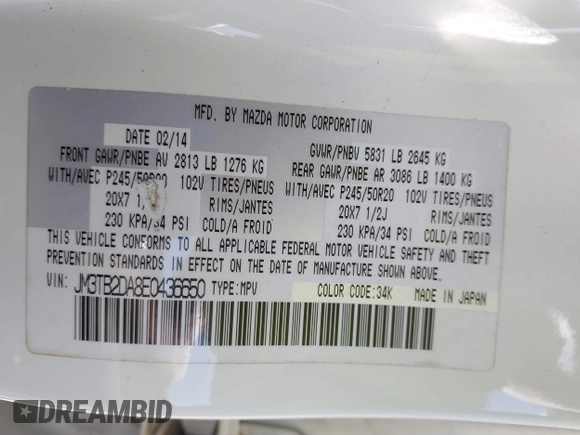 MFD. BY MAZDA MOTOR CORPORATION
DATE 02/14 GVWR/PNBV 5831 LB 2645 KG
FRONT GAWR/PNBE AV 2813 LB 1276 KG REAR GAWR/PNBE AR 3086 LB 1400 KG
WITH/AVEC P245/50R20 102V TIRES/PNEUS WITH/AVEC P245/50R20 102V TIRES/PNEUS
20X7 1/2J RIMS/JANTES 20X7 1/2J RIMS/JANTES
230 KPA/34 PSI COLD/A FROID 230 KPA/34 PSI COLD/A FROID
THIS VEHICLE CONFORMS TO ALL APPLICABLE FEDERAL MOTOR VEHICLE SAFETY AND THEFT
PREVENTION STANDARDS IN EFFECT ON THE DATE OF MANUFACTURE SHOWN ABOVE.
VIN: JM3TB2DA8E0436650 TYPE:MPV COLOR CODE:34K MADE IN JAPAN
DREAMBID